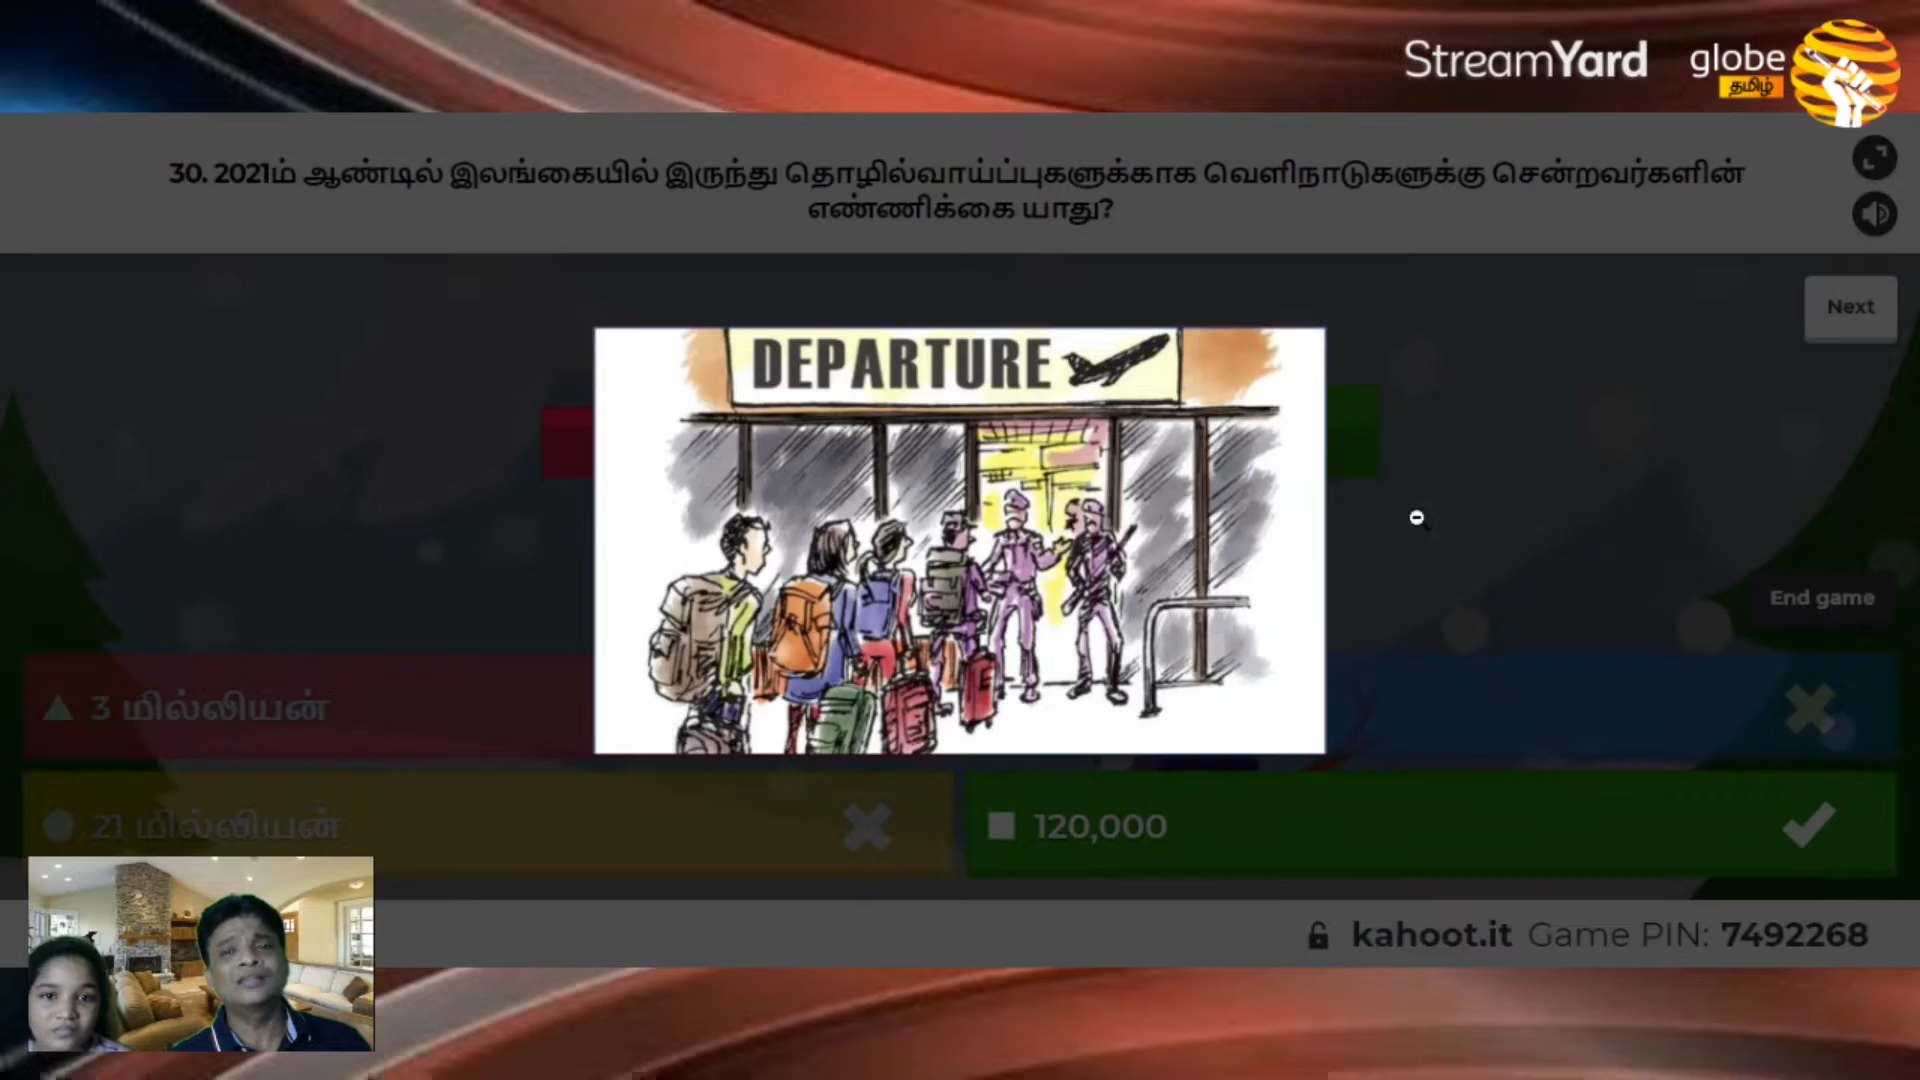 StreamYard
globe
தமிழ்
30. 2021ம் ஆண்டில் இலங்கையில் இருந்து தொழில்வாய்ப்புகளுக்காக வெளிநாடுகளுக்கு சென்றவர்களின்
எண்ணிக்கை யாது?
Next
DEPARTURE
End game
3 மில்லியன்
21 மில்லியன்
120,000
kahoot.it Game PIN: 7492268